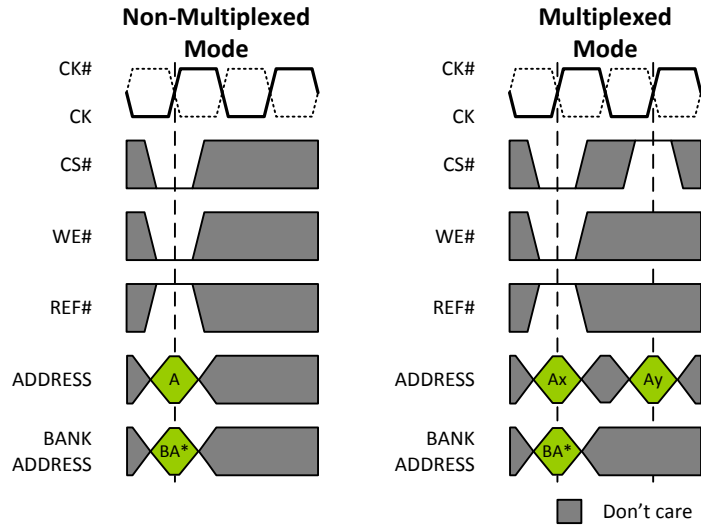 Non-Multiplexed
Mode
CK#
CK
CS#
WE#
REF#
ADDRESS
A
BANK
ADDRESS
BA*
Multiplexed
Mode
CK#
CK
CS#
WE#
REF#
ADDRESS
Ax
Ay
BANK
ADDRESS
BA*
Don't care